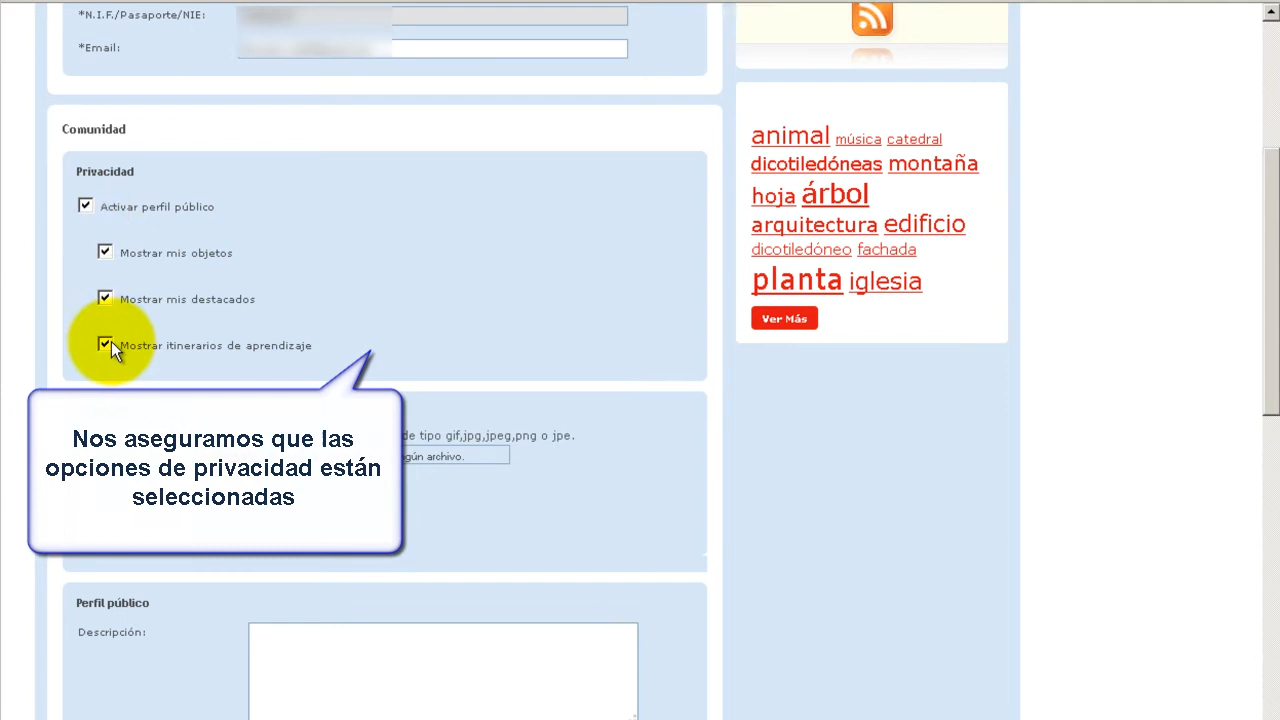 *N.I.F./Pasaporte/NIE:
*Email:
Comunidad
Privacidad
Activar perfil público
Mostrar mis objetos
Mostrar mis destacados
Mostrar itinerarios de aprendizaje
Nos aseguramos que las
opciones de privacidad están
seleccionadas
de tipo gif,jpg,jpeg,png o jpe.
gún archivo.
Perfil público
Descripción:
animal música catedral
dicotiledóneas montaña
hoja árbol
arquitectura edificio
dicotiledóneo fachada
planta iglesia
Ver Más